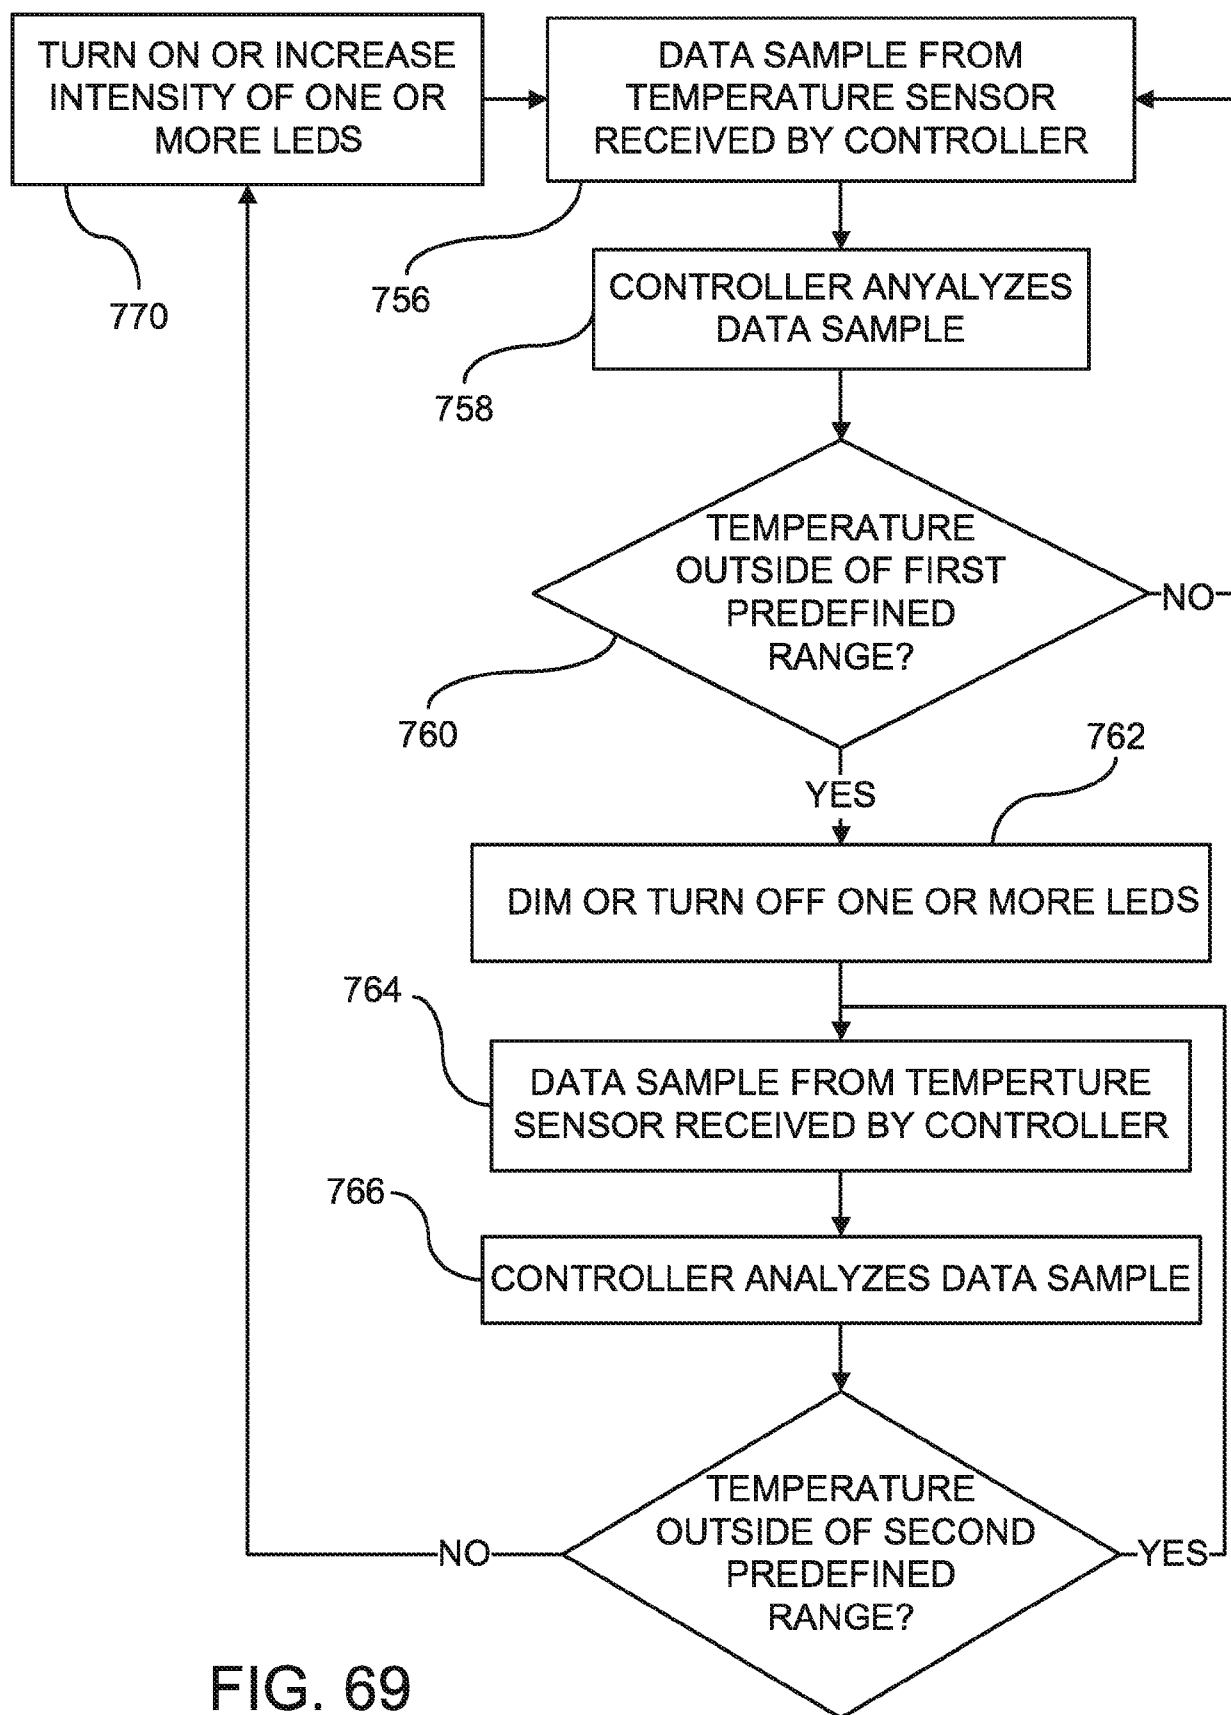 TURN ON OR INCREASE
INTENSITY OF ONE OR
MORE LEDS
770
DATA SAMPLE FROM
TEMPERATURE SENSOR
RECEIVED BY CONTROLLER
756
CONTROLLER ANYALYZES
DATA SAMPLE
758
TEMPERATURE
OUTSIDE OF FIRST
PREDEFINED
RANGE?
NO
760
YES
762
DIM OR TURN OFF ONE OR MORE LEDS
764
DATA SAMPLE FROM TEMPERTURE
SENSOR RECEIVED BY CONTROLLER
766
CONTROLLER ANALYZES DATA SAMPLE
TEMPERATURE
OUTSIDE OF SECOND
PREDEFINED
RANGE?
NO
YES
FIG. 69